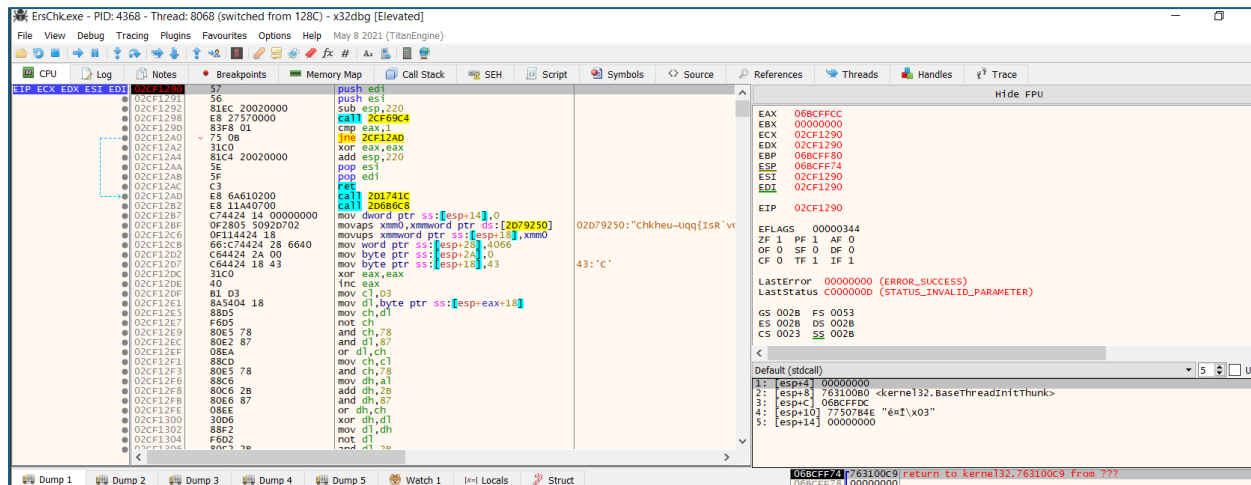 ErsChk.exe - PID: 4368 - Thread: 8068 (switched from 128C) - x32dbg [Elevated]
File View Debug Tracing Plugins Favourites Options Help May 8 2021 (TitanEngine)
CPU Log Notes Breakpoints Memory Map Call Stack SEH Script Symbols Source References Threads Handles Trace
EIP ECX EDX ESI EDI 02CF1290 57 push edi
02CF1291 56 push esi
02CF1292 81EC 20020000 sub esp,220
02CF1298 E8 27570000 call 2CF69C4
02CF129D 83F8 01 cmp eax,1
02CF12A0 75 0B jne 2CF12AD
02CF12A2 31C0 xor eax,eax
02CF12A4 81C4 20020000 add esp,220
02CF12AA 5E pop esi
02CF12AB 5F pop edi
02CF12AC C3 ret
02CF12AD E8 6A610200 call 2D1741C
02CF12B2 E8 11A40700 call 2D6B6C8
02CF12B7 C74424 14 00000000 mov dword ptr ss:[esp+14],0
02CF12BF 0F2805 5092D702 movaps xmm0,xmmword ptr ds:[2D79250] 02D79250:"Chkheu~Uqq{IsR`v
02CF12C6 0F114424 18 movups xmmword ptr ss:[esp+18],xmm0
02CF12CB 66:C74424 28 6640 mov word ptr ss:[esp+28],4066
02CF12D2 C64424 2A 00 mov byte ptr ss:[esp+2A],0
02CF12D7 C64424 18 43 mov byte ptr ss:[esp+18],43 43:'C'
02CF12DC 31C0 xor eax,eax
02CF12DE 40 inc eax
02CF12DF B1 D3 mov cl,D3
02CF12E1 8A5404 18 mov dl,byte ptr ss:[esp+eax+18]
02CF12E5 88D5 mov ch,dl
02CF12E7 F6D5 not ch
02CF12E9 80E5 78 and ch,78
02CF12EC 80E2 87 and dl,87
02CF12EF 08EA or dl,ch
02CF12F1 88CD mov ch,cl
02CF12F3 80E5 78 and ch,78
02CF12F6 88C6 mov dh,al
02CF12F8 80C6 2B add dh,2B
02CF12FB 80E6 87 and dh,87
02CF12FE 08EE or dh,ch
02CF1300 30D6 xor dh,dl
02CF1302 88F2 mov dl,dh
02CF1304 F6D2 not dl
02CF1306 80E2 2B and dl,2B
Hide FPU
EAX 06BCFFCC
EBX 00000000
ECX 02CF1290
EDX 02CF1290
EBP 06BCFF80
ESP 06BCFF74
ESI 02CF1290
EDI 02CF1290
EIP 02CF1290
EFLAGS 00000344
ZF 1 PF 1 AF 0
OF 0 SF 0 DF 0
CF 0 TF 1 IF 1
LastError 00000000 (ERROR_SUCCESS)
LastStatus C000000D (STATUS_INVALID_PARAMETER)
GS 002B FS 0053
ES 002B DS 002B
CS 0023 SS 002B
Default (stdcall) 5 U
1: [esp+4] 00000000
2: [esp+8] 763100B0 <kernel32.BaseThreadInitThunk>
3: [esp+C] 06BCFFDC
4: [esp+10] 77507B4E "é¤Î\x03"
5: [esp+14] 00000000
Dump 1 Dump 2 Dump 3 Dump 4 Dump 5 Watch 1 Locals Struct
06BCFF74 763100C9 return to kernel32.763100C9 from ???
06BCFF78 00000000